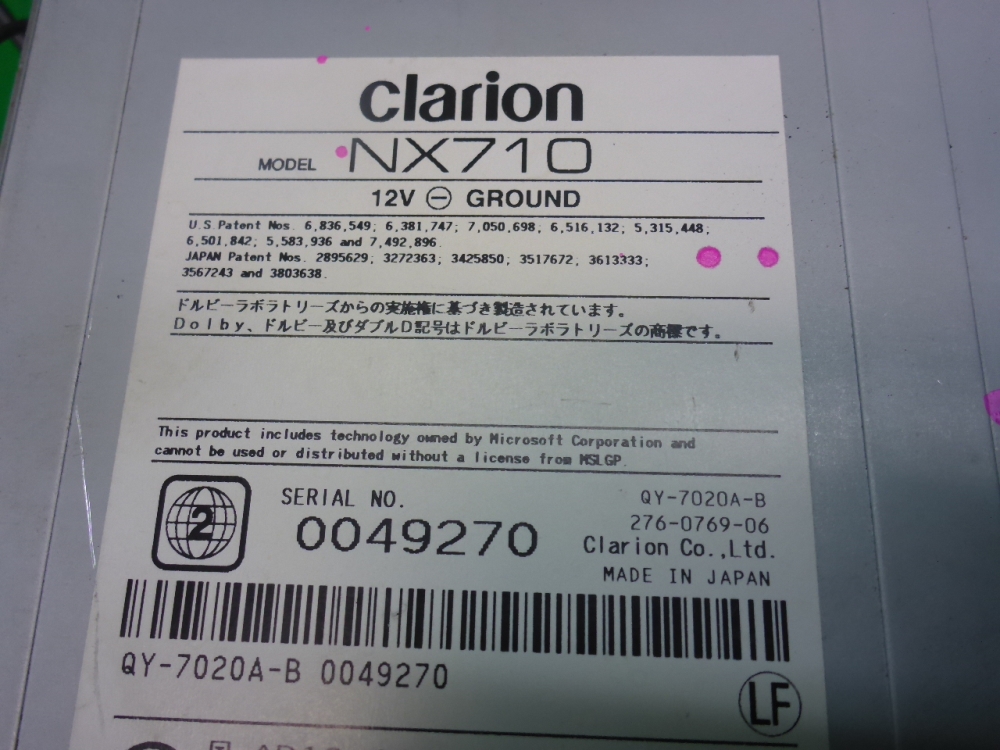 clarion
MODEL NX710
12V ⊖ GROUND
U.S.Patent Nos. 6,836,549; 6,381,747; 7,050,698; 6,516,132; 5,315,448;
6,501,842; 5,583,936 and 7,492,896.
JAPAN Patent Nos. 2895629; 3272363; 3425850; 3517672; 3613333;
3567243 and 3803638.
ドルビーラボラトリーズからの実施権に基づき製造されています。
Dolby、ドルビー及びダブルD記号はドルビーラボラトリーズの商標です。
This product includes technology owned by Microsoft Corporation and
cannot be used or distributed without a license from MSLGP.
2
SERIAL NO.
0049270
QY-7020A-B
276-0769-06
Clarion Co.,Ltd.
MADE IN JAPAN
QY-7020A-B 0049270
LF